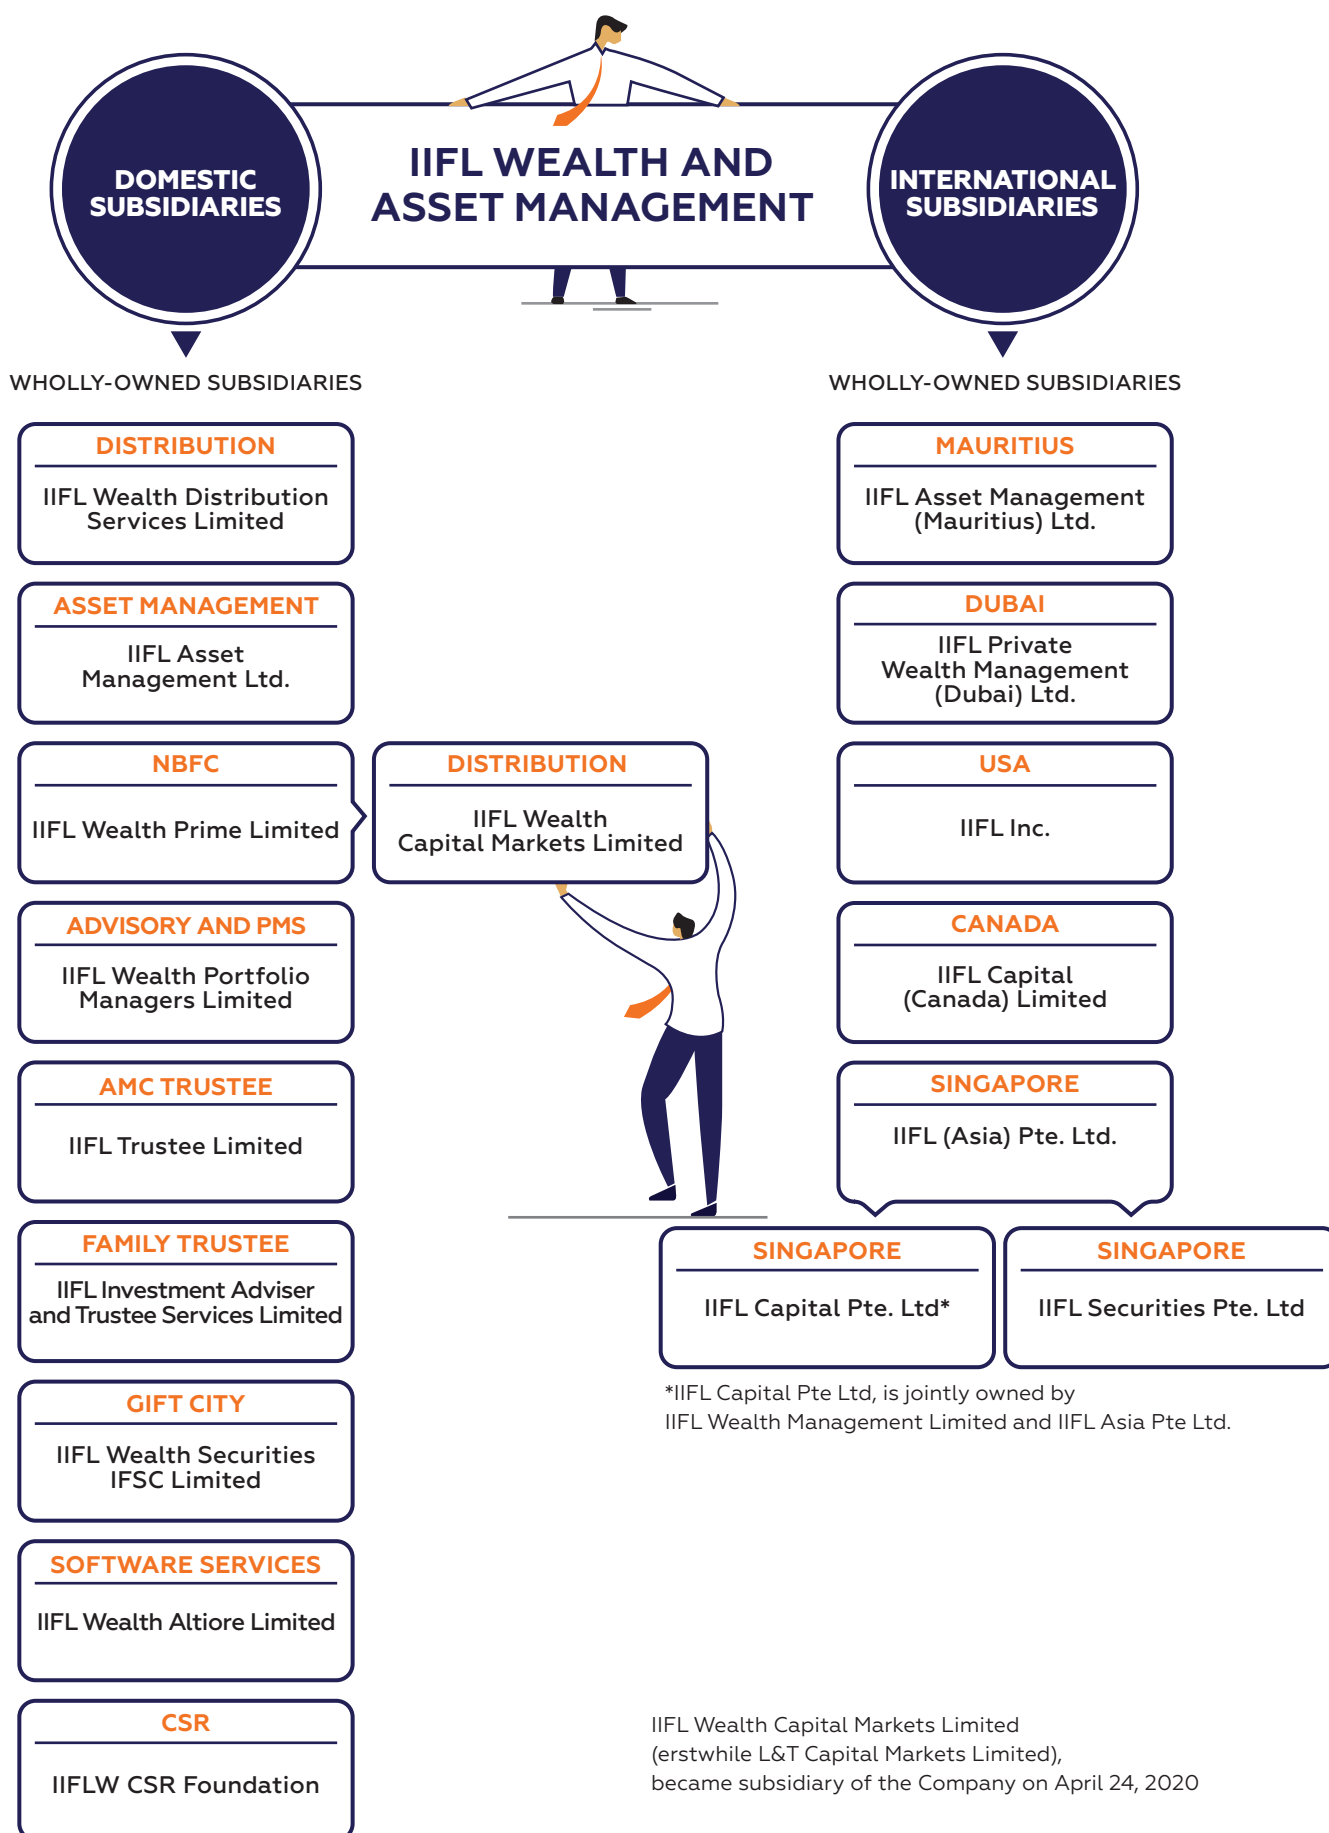 DOMESTIC
SUBSIDIARIES
IIFL WEALTH AND
ASSET MANAGEMENT
INTERNATIONAL
SUBSIDIARIES
WHOLLY-OWNED SUBSIDIARIES
DISTRIBUTION
IIFL Wealth Distribution
Services Limited
ASSET MANAGEMENT
IIFL Asset
Management Ltd.
NBFC
IIFL Wealth Prime Limited
DISTRIBUTION
IIFL Wealth
Capital Markets Limited
ADVISORY AND PMS
IIFL Wealth Portfolio
Managers Limited
AMC TRUSTEE
IIFL Trustee Limited
FAMILY TRUSTEE
IIFL Investment Adviser
and Trustee Services Limited
GIFT CITY
IIFL Wealth Securities
IFSC Limited
SOFTWARE SERVICES
IIFL Wealth Altiore Limited
CSR
IIFLW CSR Foundation
WHOLLY-OWNED SUBSIDIARIES
MAURITIUS
IIFL Asset Management
(Mauritius) Ltd.
DUBAI
IIFL Private
Wealth Management
(Dubai) Ltd.
USA
IIFL Inc.
CANADA
IIFL Capital
(Canada) Limited
SINGAPORE
IIFL (Asia) Pte. Ltd.
SINGAPORE
IIFL Capital Pte. Ltd*
SINGAPORE
IIFL Securities Pte. Ltd
*IIFL Capital Pte Ltd, is jointly owned by
IIFL Wealth Management Limited and IIFL Asia Pte Ltd.
IIFL Wealth Capital Markets Limited
(erstwhile L&T Capital Markets Limited),
became subsidiary of the Company on April 24, 2020